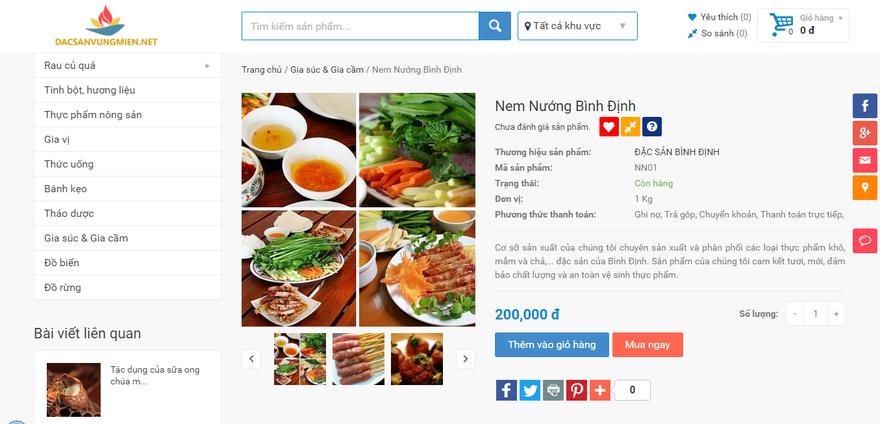 DACSANVUNGMIEN.NET
Tìm kiếm sản phẩm...
Tất cả khu vực
Yêu thích (0)
So sánh (0)
0
Giỏ hàng
0 đ
Rau củ quả
Tinh bột, hương liệu
Thực phẩm nông sản
Gia vị
Thức uống
Bánh kẹo
Thảo dược
Gia súc & Gia cầm
Đồ biển
Đồ rừng
Bài viết liên quan
Tác dụng của sữa ong
chúa m...
Trang chủ / Gia súc & Gia cầm / Nem Nướng Bình Định
Nem Nướng Bình Định
Chưa đánh giá sản phẩm.
Thương hiệu sản phẩm: ĐẶC SẢN BÌNH ĐỊNH
Mã sản phẩm: NN01
Trạng thái: Còn hàng
Đơn vị: 1 Kg
Phương thức thanh toán: Ghi nợ, Trả góp, Chuyển khoản, Thanh toán trực tiếp,
Cơ sở sản xuất của chúng tôi chuyên sản xuất và phân phối các loại thực phẩm khô,
mắm và chả,... đặc sản của Bình Định. Sản phẩm của chúng tôi cam kết tươi, mới, đảm
bảo chất lượng và an toàn vệ sinh thực phẩm.
200,000 đ
Số lượng: - 1 +
Thêm vào giỏ hàng
Mua ngay
0